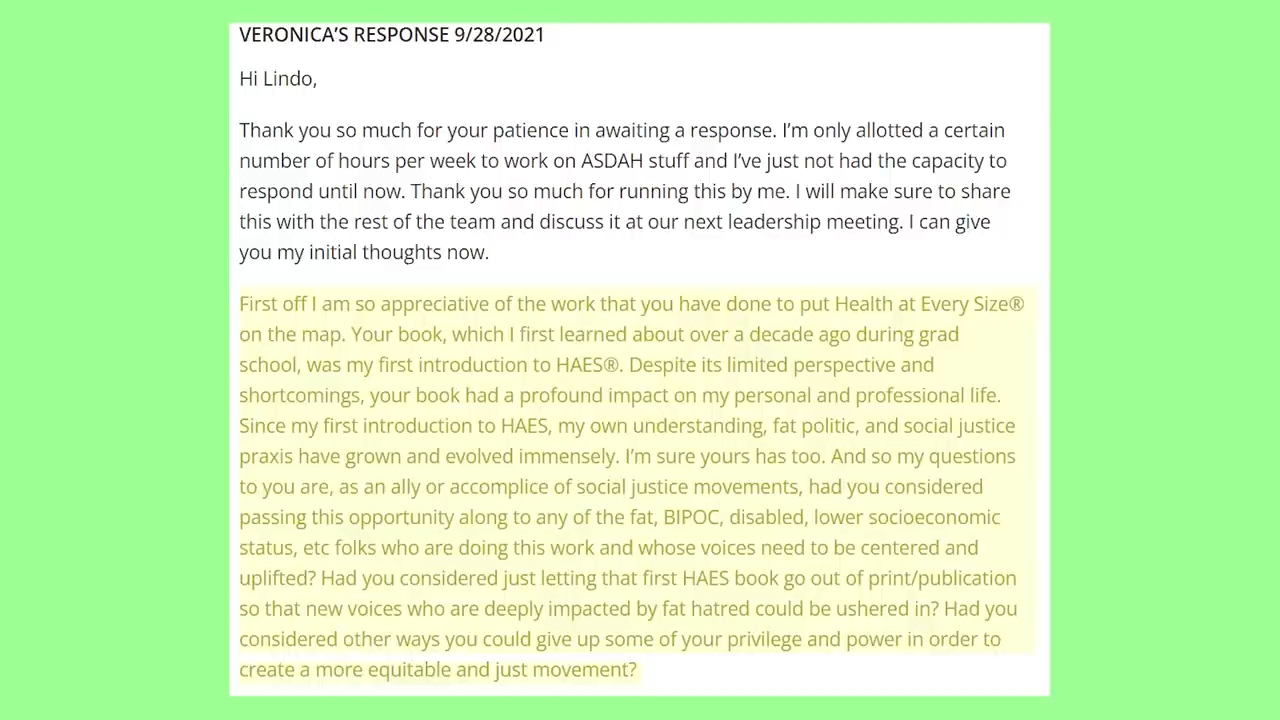 VERONICA’S RESPONSE 9/28/2021
Hi Lindo,
Thank you so much for your patience in awaiting a response. I’m only allotted a certain
number of hours per week to work on ASDAH stuff and I’ve just not had the capacity to
respond until now. Thank you so much for running this by me. I will make sure to share
this with the rest of the team and discuss it at our next leadership meeting. I can give
you my initial thoughts now.
First off I am so appreciative of the work that you have done to put Health at Every Size®
on the map. Your book, which I first learned about over a decade ago during grad
school, was my first introduction to HAES®. Despite its limited perspective and
shortcomings, your book had a profound impact on my personal and professional life.
Since my first introduction to HAES, my own understanding, fat politic, and social justice
praxis have grown and evolved immensely. I’m sure yours has too. And so my questions
to you are, as an ally or accomplice of social justice movements, had you considered
passing this opportunity along to any of the fat, BIPOC, disabled, lower socioeconomic
status, etc folks who are doing this work and whose voices need to be centered and
uplifted? Had you considered just letting that first HAES book go out of print/publication
so that new voices who are deeply impacted by fat hatred could be ushered in? Had you
considered other ways you could give up some of your privilege and power in order to
create a more equitable and just movement?